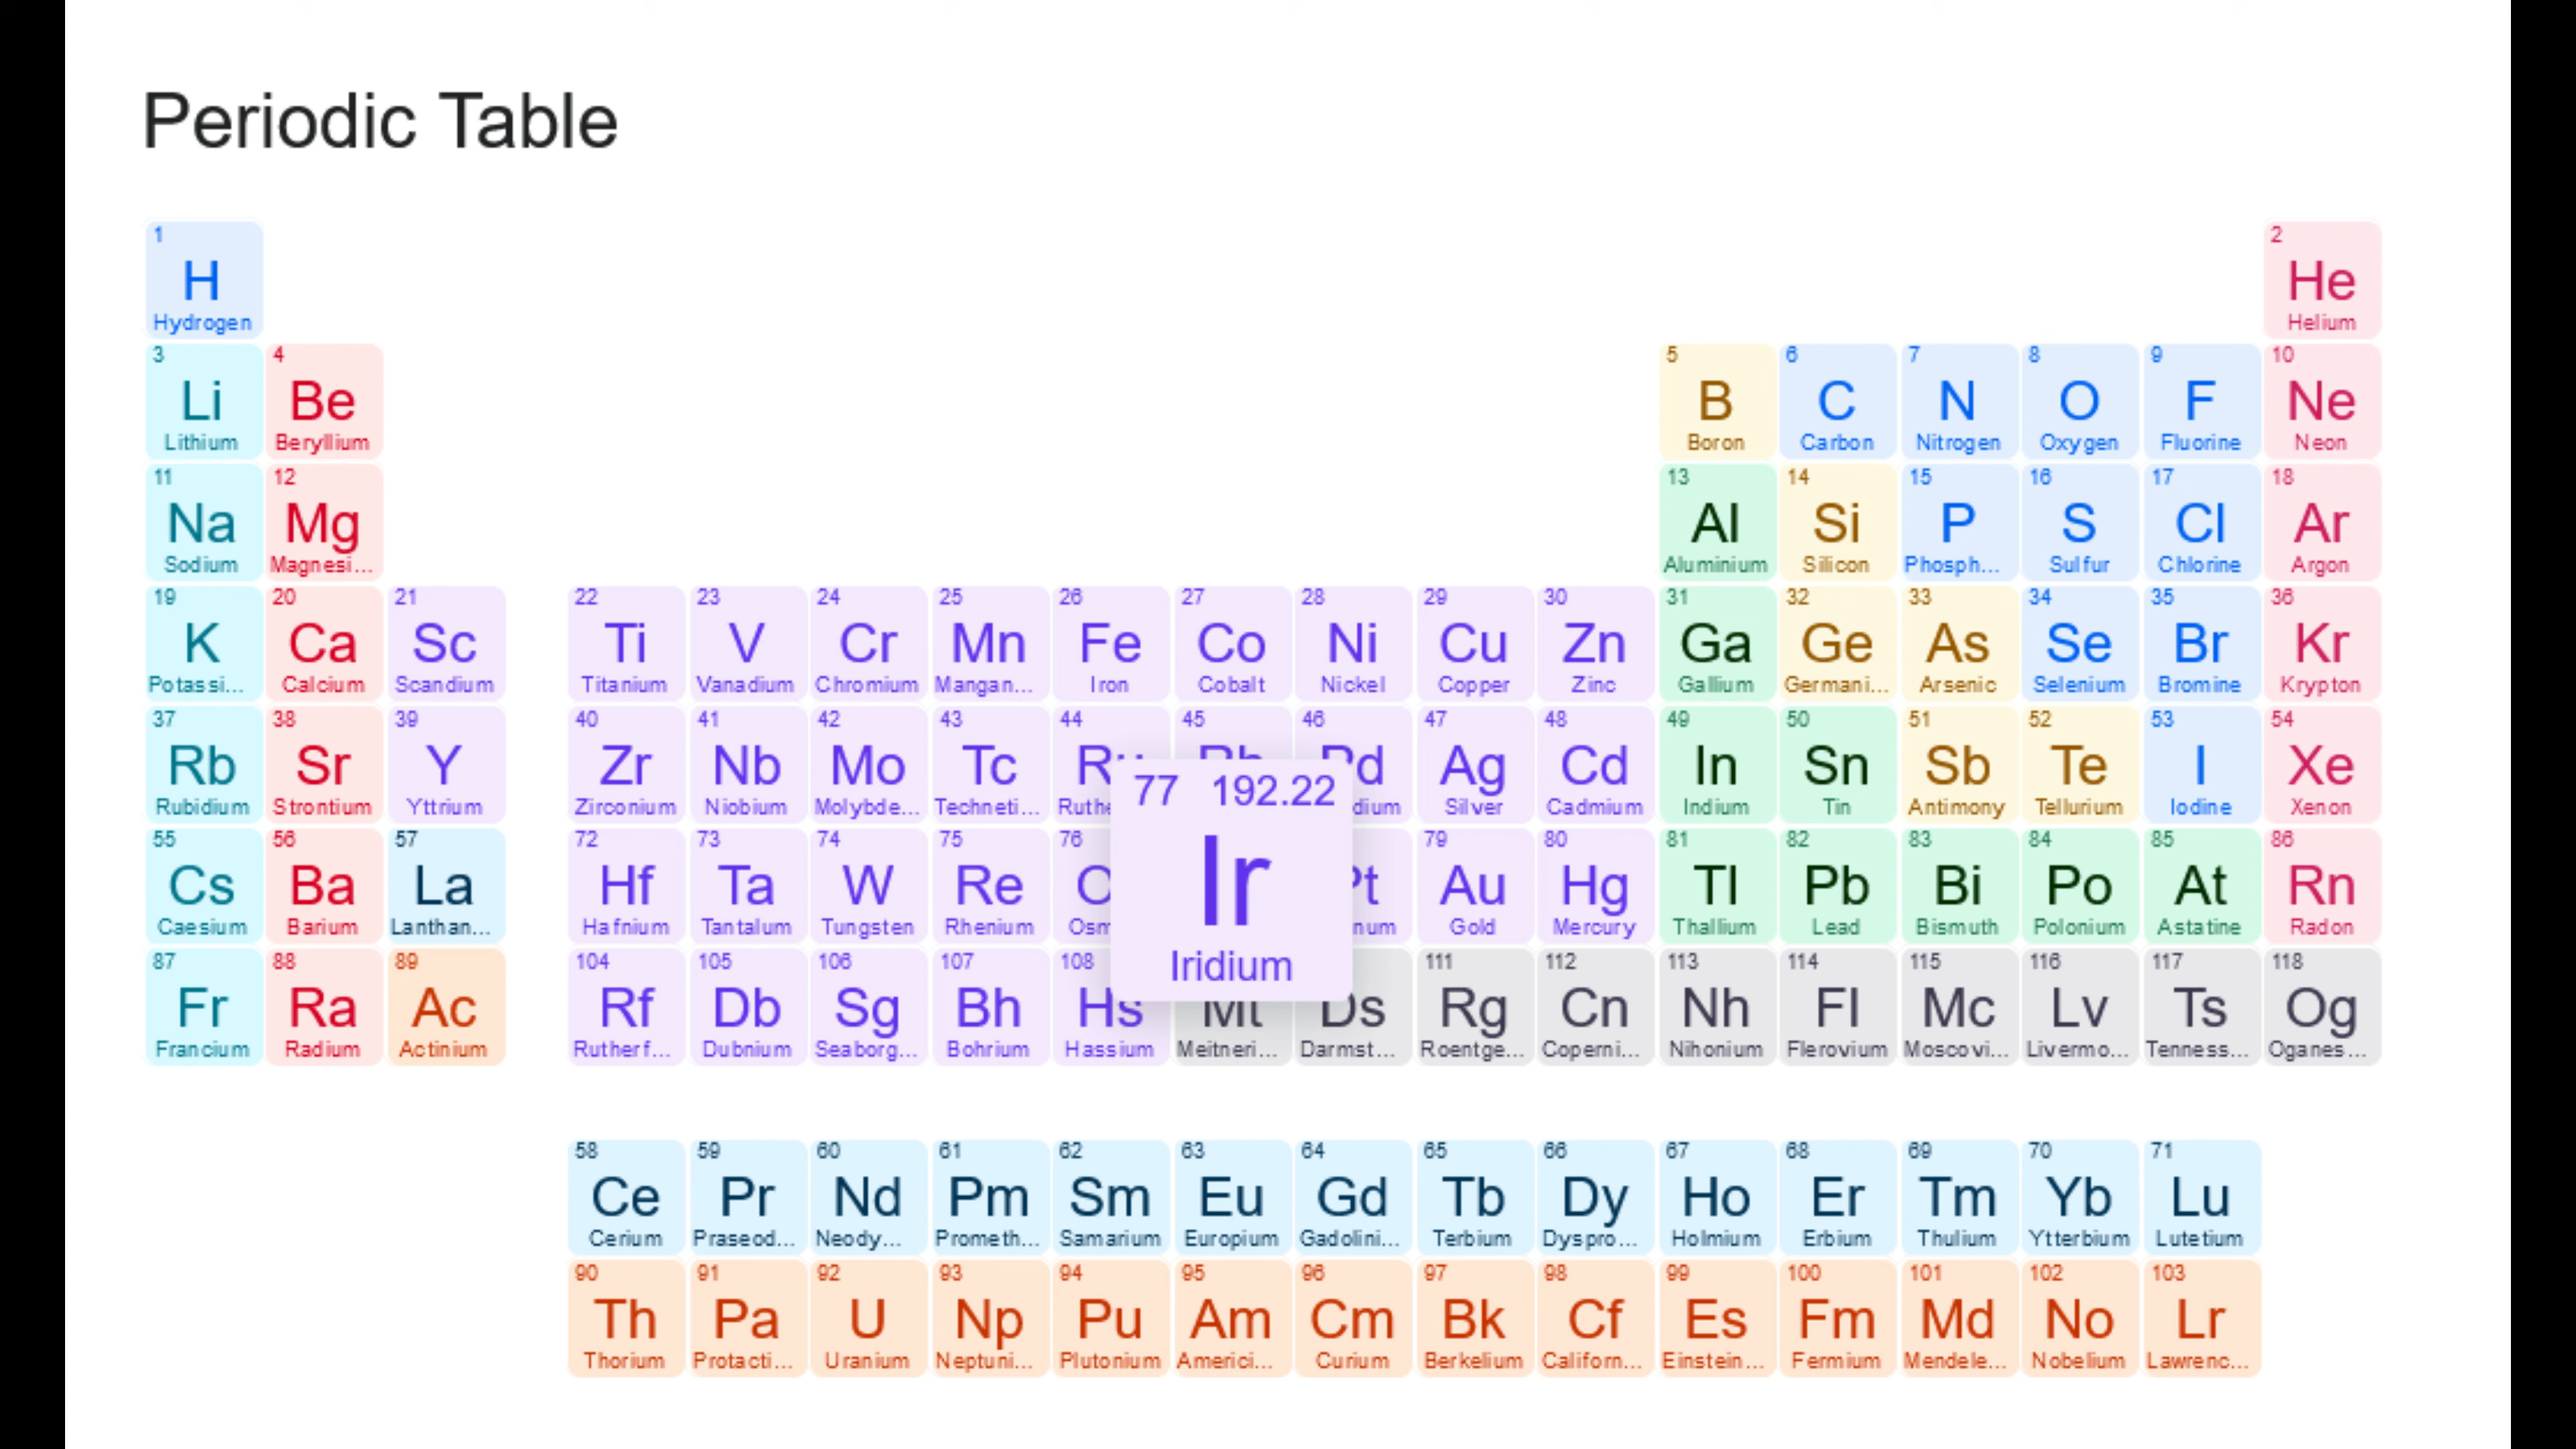 Periodic Table
1 2
H He
Hydrogen Helium
3 4 5 6 7 8 9 10
Li Be B C N O F Ne
Lithium Beryllium Boron Carbon Nitrogen Oxygen Fluorine Neon
11 12 13 14 15 16 17 18
Na Mg Al Si P S Cl Ar
Sodium Magnesi... Aluminium Silicon Phosph... Sulfur Chlorine Argon
19 20 21 22 23 24 25 26 27 28 29 30 31 32 33 34 35 36
K Ca Sc Ti V Cr Mn Fe Co Ni Cu Zn Ga Ge As Se Br Kr
Potassi... Calcium Scandium Titanium Vanadium Chromium Mangan... Iron Cobalt Nickel Copper Zinc Gallium Germani... Arsenic Selenium Bromine Krypton
37 38 39 40 41 42 43 44 45 46 47 48 49 50 51 52 53 54
Rb Sr Y Zr Nb Mo Tc Ag Cd In Sn Sb Te I Xe
77 192.22
Rubidium Strontium Yttrium Zirconium Niobium Molybde... Techneti... Silver Cadmium Indium Tin Antimony Tellurium Iodine Xenon
55 56 57 72 73 74 75 76 79 80 81 82 83 84 85 86
Cs Ba La Hf Ta W Re Ir Au Hg Tl Pb Bi Po At Rn
Caesium Barium Lanthan... Hafnium Tantalum Tungsten Rhenium Gold Mercury Thallium Lead Bismuth Polonium Astatine Radon
Iridium
87 88 89 104 105 106 107 108 111 112 113 114 115 116 117 118
Fr Ra Ac Rf Db Sg Bh Hs Mt Ds Rg Cn Nh Fl Mc Lv Ts Og
Francium Radium Actinium Rutherf... Dubnium Seaborg... Bohrium Hassium Meitneri... Darmst... Roentge... Coperni... Nihonium Flerovium Moscovi... Livermo... Tenness... Oganes...
58 59 60 61 62 63 64 65 66 67 68 69 70 71
Ce Pr Nd Pm Sm Eu Gd Tb Dy Ho Er Tm Yb Lu
Cerium Praseod... Neody... Prometh... Samarium Europium Gadolini... Terbium Dyspro... Holmium Erbium Thulium Ytterbium Lutetium
90 91 92 93 94 95 96 97 98 99 100 101 102 103
Th Pa U Np Pu Am Cm Bk Cf Es Fm Md No Lr
Thorium Protacti... Uranium Neptuni... Plutonium Americi... Curium Berkelium Californ... Einstein... Fermium Mendele... Nobelium Lawrenc...